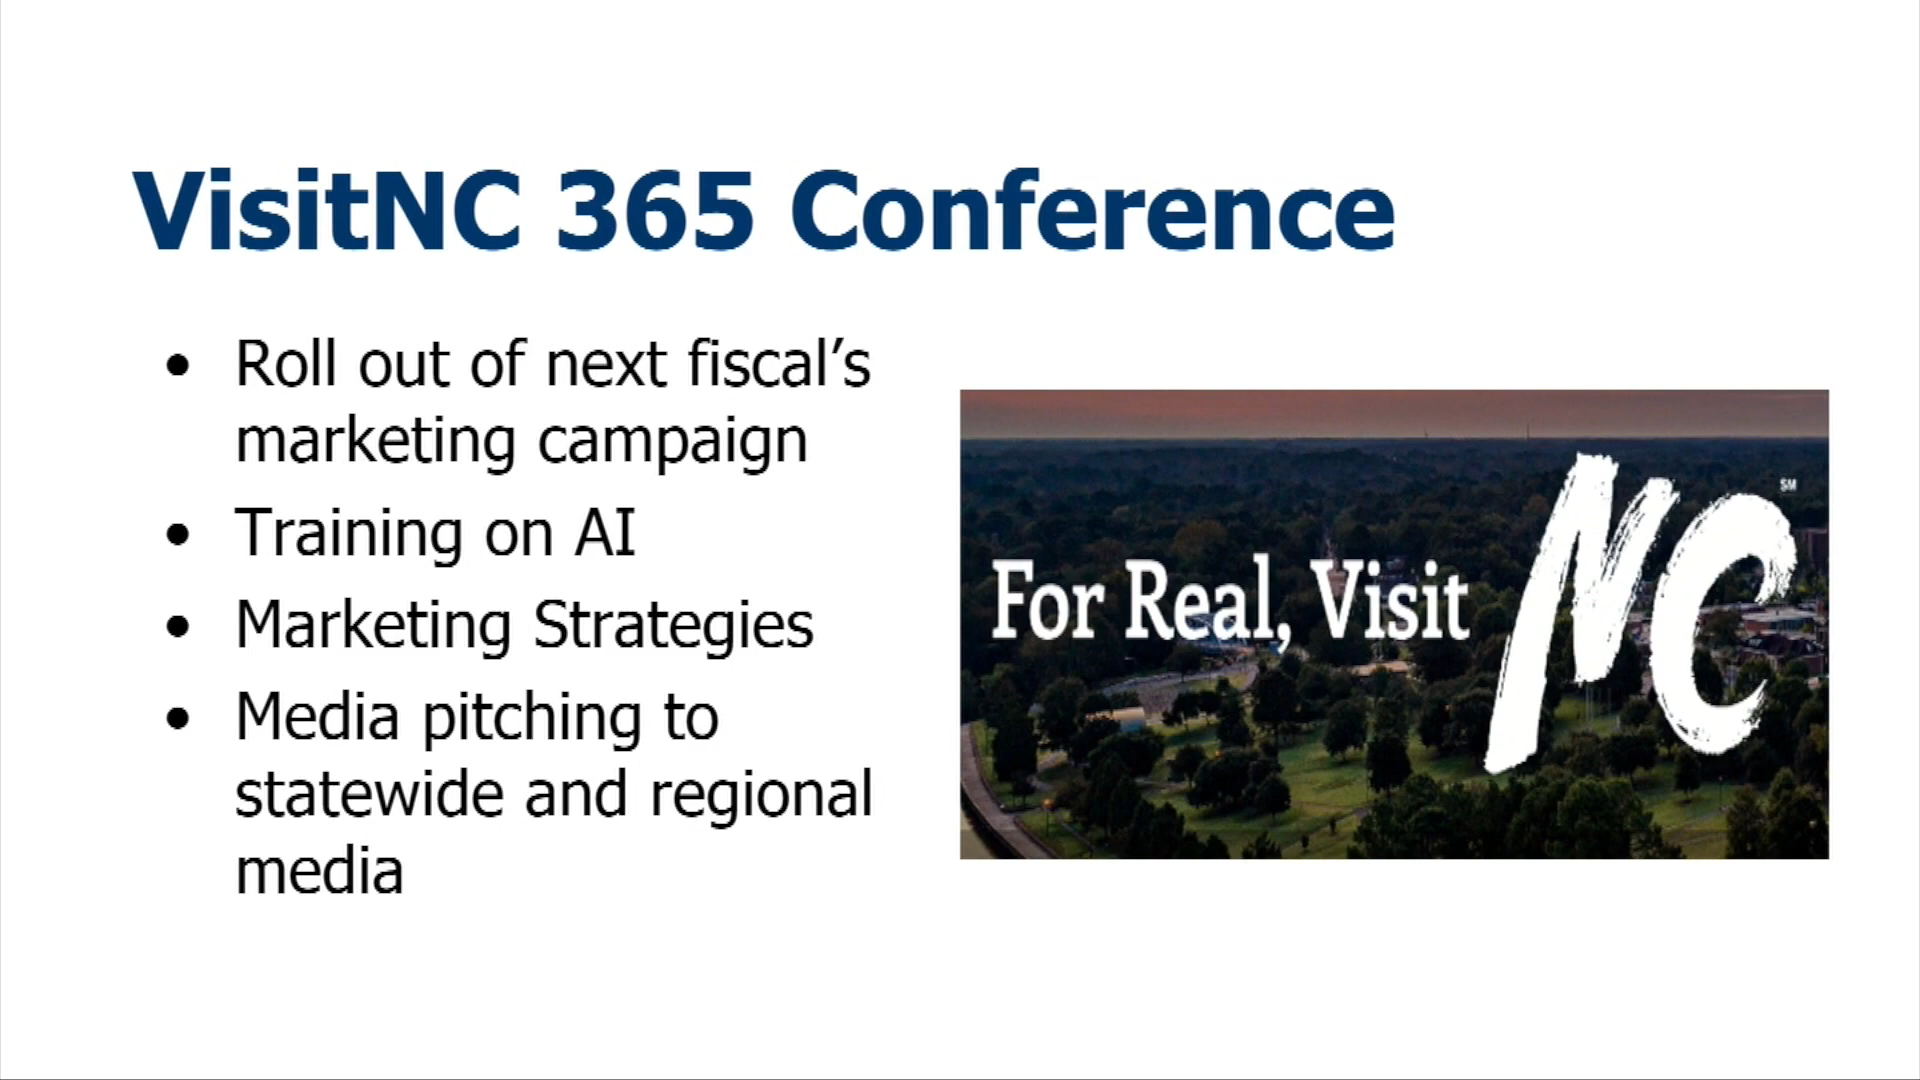 VisitNC 365 Conference
• Roll out of next fiscal’s
marketing campaign
• Training on AI
• Marketing Strategies
• Media pitching to
statewide and regional
media
For Real, Visit NC SM